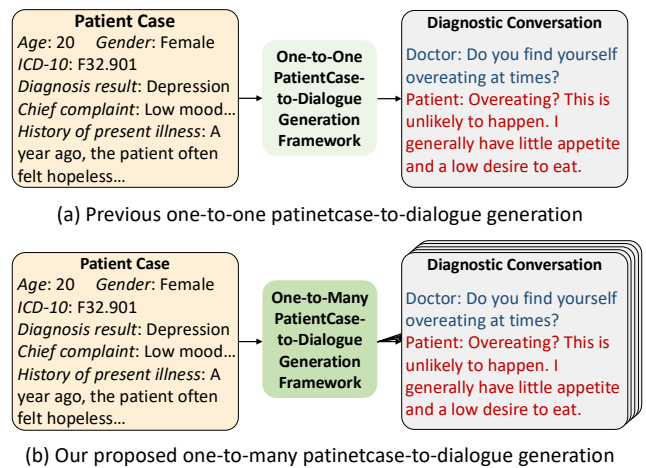 Patient Case
Age: 20 Gender: Female
ICD-10: F32.901
Diagnosis result: Depression
Chief complaint: Low mood...
History of present illness: A
year ago, the patient often
felt hopeless...
One-to-One
PatientCase-
to-Dialogue
Generation
Framework
Diagnostic Conversation
Doctor: Do you find yourself
overeating at times?
Patient: Overeating? This is
unlikely to happen. I
generally have little appetite
and a low desire to eat.
(a) Previous one-to-one patinetcase-to-dialogue generation
Patient Case
Age: 20 Gender: Female
ICD-10: F32.901
Diagnosis result: Depression
Chief complaint: Low mood...
History of present illness: A
year ago, the patient often
felt hopeless...
One-to-Many
PatientCase-
to-Dialogue
Generation
Framework
Diagnostic Conversation
Doctor: Do you find yourself
overeating at times?
Patient: Overeating? This is
unlikely to happen. I
generally have little appetite
and a low desire to eat.
(b) Our proposed one-to-many patinetcase-to-dialogue generation